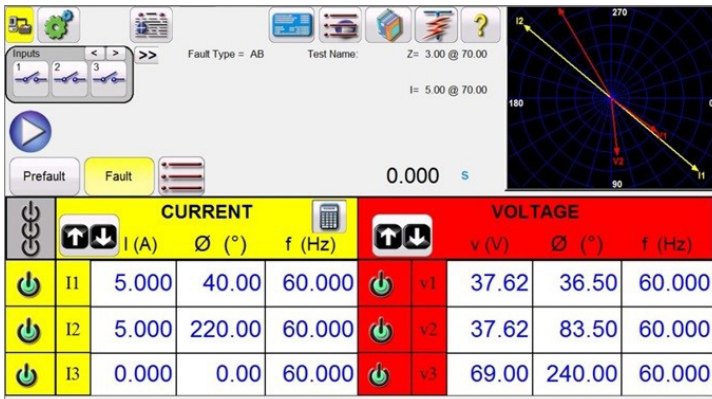 ?
270
I2
Inputs < > >> Fault Type = AB Test Name: Z= 3.00 @ 70.00
1 2 3
I= 5.00 @ 70.00
180 0
V1
V2
I1
90
Prefault Fault 0.000 s
CURRENT VOLTAGE
I (A) Ø (°) f (Hz) v (V) Ø (°) f (Hz)
I1 5.000 40.00 60.000 v1 37.62 36.50 60.000
I2 5.000 220.00 60.000 v2 37.62 83.50 60.000
I3 0.000 0.00 60.000 v3 69.00 240.00 60.000